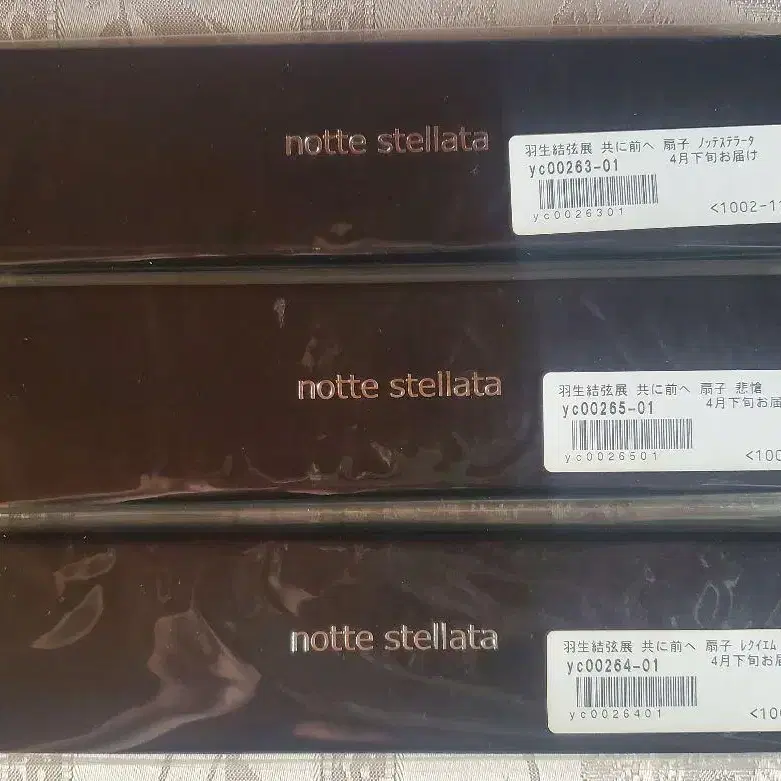 notte stellata
羽生結弦展 共に前へ 扇子 ﾉｯﾃｽﾃﾗｰﾀ
yc00263-01 4月下旬お届け
yc0026301 <1002-11
notte stellata
羽生結弦展 共に前へ 扇子 悲愴
yc00265-01 4月下旬お届
yc0026501 <100
notte stellata
羽生結弦展 共に前へ 扇子 ﾚｸｲｴﾑ
yc00264-01 4月下旬お届
yc0026401 <100